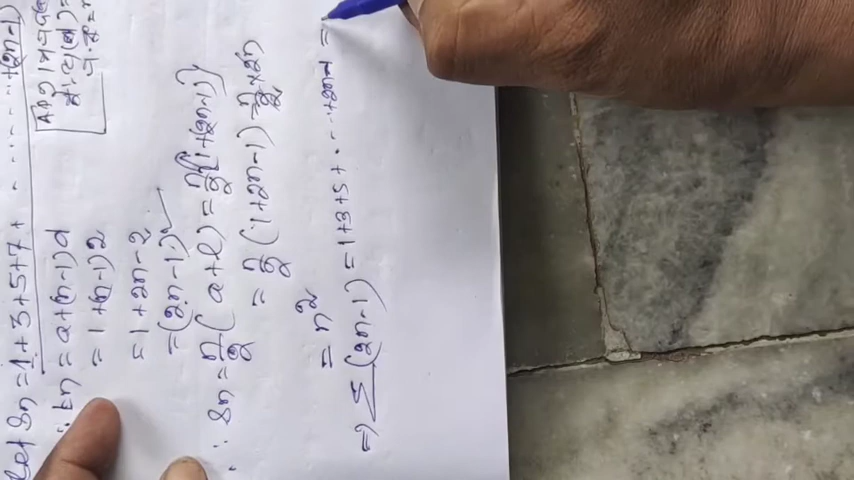 Let Sn = 1 + 3 + 5 + 7 + - ...... + (2n-1)
∴ tn = a + (n-1) d
= 1 + (n-1) 2
= 1 + 2n - 2
= (2n-1)
∴ Sn = n/2 (a + l) = n/2 {1 + (2n-1)}
= n/2 (1 + 2n - 1) = n/2 × 2n
= n²
⇒ Σ(2n-1) = 1 + 3 + 5 + ... + 2n-1 =